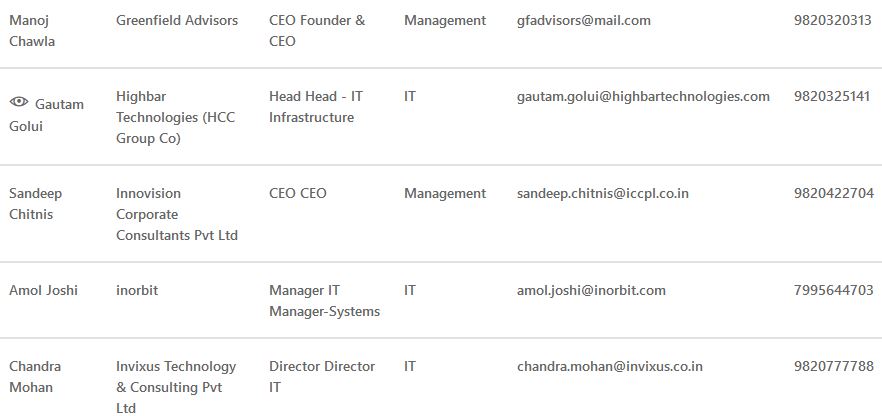 Manoj Chawla Greenfield Advisors CEO Founder & CEO Management gfadvisors@mail.com 9820320313
Gautam Golui Highbar Technologies (HCC Group Co) Head Head - IT Infrastructure IT gautam.golui@highbartechnologies.com 9820325141
Sandeep Chitnis Innovision Corporate Consultants Pvt Ltd CEO CEO Management sandeep.chitnis@iccpl.co.in 9820422704
Amol Joshi inorbit Manager IT Manager-Systems IT amol.joshi@inorbit.com 7995644703
Chandra Mohan Invixus Technology & Consulting Pvt Ltd Director Director IT IT chandra.mohan@invixus.co.in 9820777788